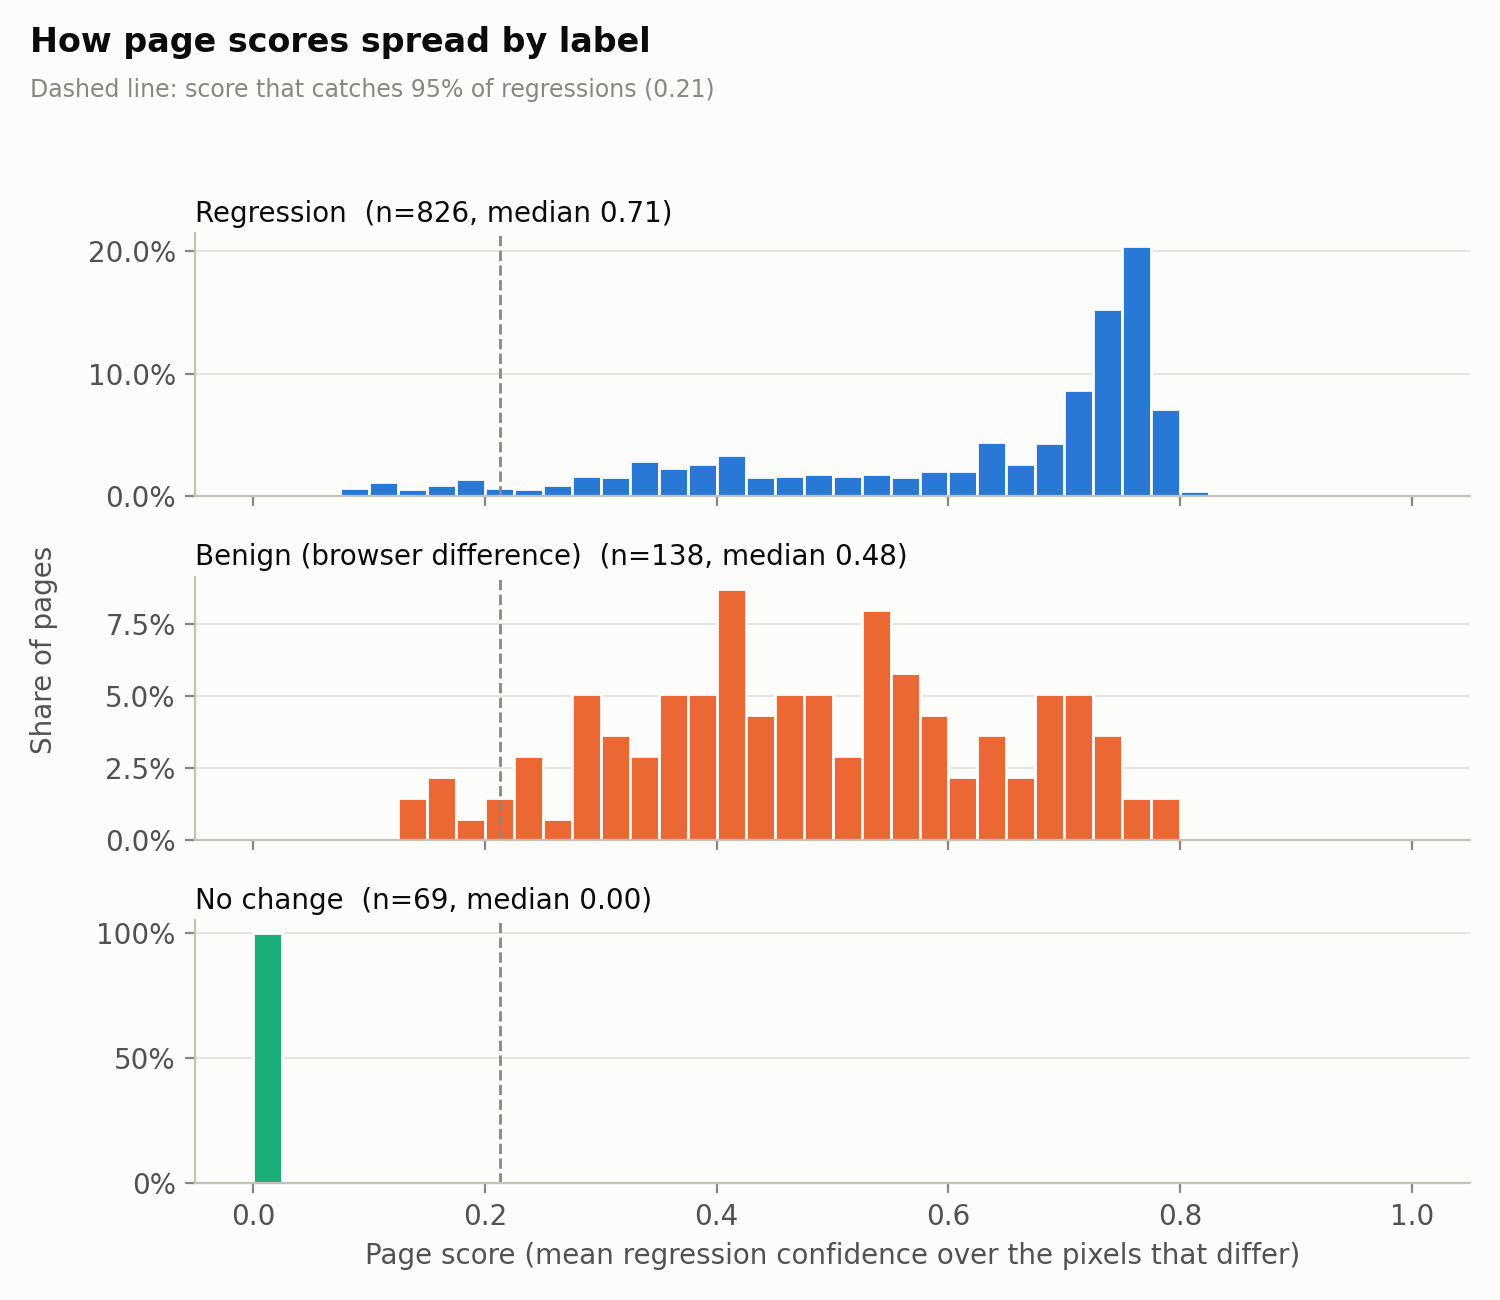 How page scores spread by label
Dashed line: score that catches 95% of regressions (0.21)
Regression (n=826, median 0.71)
20.0%
10.0%
0.0%
Benign (browser difference) (n=138, median 0.48)
7.5%
5.0%
2.5%
0.0%
Share of pages
No change (n=69, median 0.00)
100%
50%
0%
0.0 0.2 0.4 0.6 0.8 1.0
Page score (mean regression confidence over the pixels that differ)